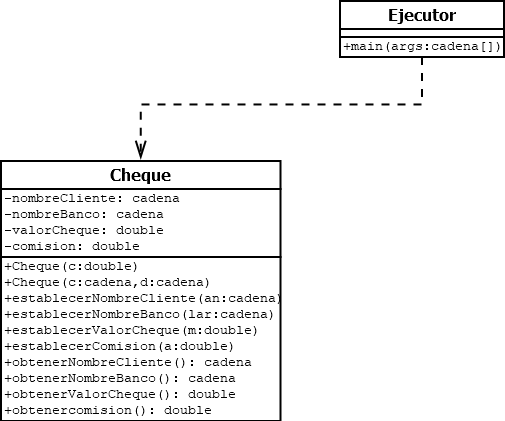 Ejecutor
+main(args:cadena[])
Cheque
-nombreCliente: cadena
-nombreBanco: cadena
-valorCheque: double
-comision: double
+Cheque(c:double)
+Cheque(c:cadena,d:cadena)
+establecerNombreCliente(an:cadena)
+establecerNombreBanco(lar:cadena)
+establecerValorCheque(m:double)
+establecerComision(a:double)
+obtenerNombreCliente(): cadena
+obtenerNombreBanco(): cadena
+obtenerValorCheque(): double
+obtenercomision(): double